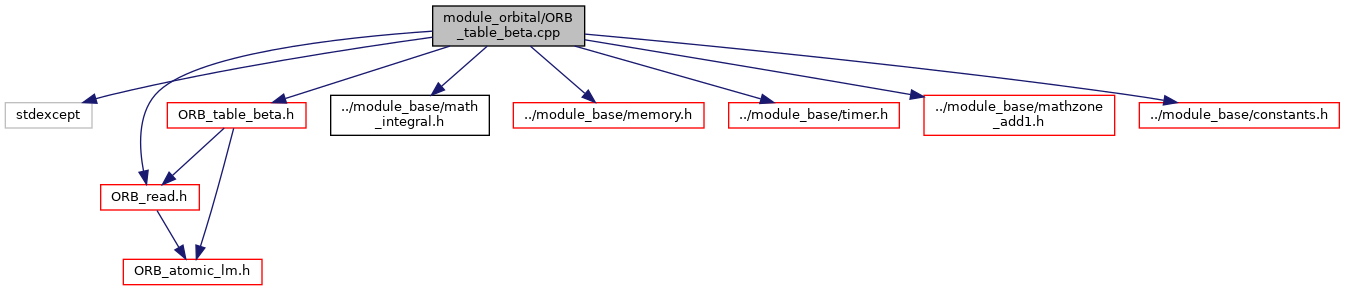 module_orbital/ORB
_table_beta.cpp
stdexcept
ORB_table_beta.h
../module_base/math
_integral.h
../module_base/memory.h
../module_base/timer.h
../module_base/mathzone
_add1.h
../module_base/constants.h
ORB_read.h
ORB_atomic_lm.h